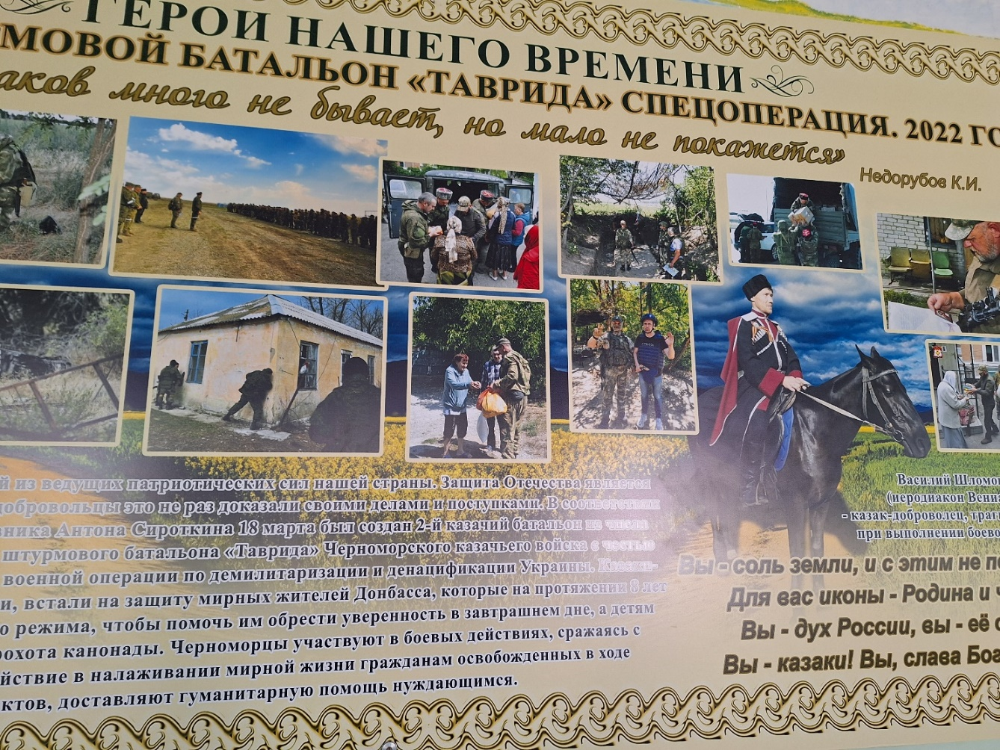 ГЕРОИ НАШЕГО ВРЕМЕНИ
МОВОЙ БАТАЛЬОН «ТАВРИДА» СПЕЦОПЕРАЦИЯ. 2022 ГО
аков много не бывает, но мало не покажется»
Недорубов К.И.
й из ведущих патриотических сил нашей страны. Защита Отечества является
добровольцы это не раз доказали своими делами и поступками. В соответствии
вника Антона Сироткина 18 марта был создан 2-й казачий батальон из числа
штурмового батальона «Таврида» Черноморского казачьего войска с честью
военной операции по демилитаризации и денацификации Украины. Казаки-
и, встали на защиту мирных жителей Донбасса, которые на протяжении 8 лет
о режима, чтобы помочь им обрести уверенность в завтрашнем дне, а детям
рохота канонады. Черноморцы участвуют в боевых действиях, сражаясь с
йствие в налаживании мирной жизни гражданам освобожденных в ходе
ктов, доставляют гуманитарную помощь нуждающимся.
Василий Шломо
(иеродиакон Вени
- казак-доброволец, траг
при выполнении боево
Вы - соль земли, и с этим не по
Для вас иконы - Родина и ч
Вы - дух России, вы - её
Вы - казаки! Вы, слава Бога